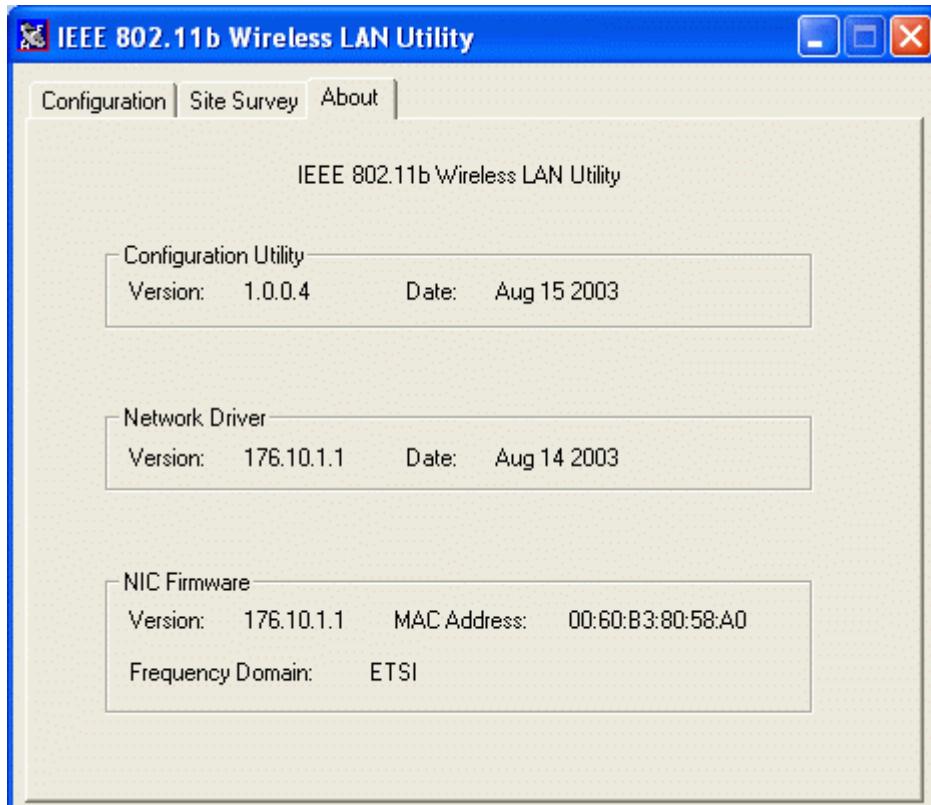 IEEE 802.11b Wireless LAN Utility
Configuration Site Survey About
IEEE 802.11b Wireless LAN Utility
Configuration Utility
Version: 1.0.0.4 Date: Aug 15 2003
Network Driver
Version: 176.10.1.1 Date: Aug 14 2003
NIC Firmware
Version: 176.10.1.1 MAC Address: 00:60:B3:80:58:A0
Frequency Domain: ETSI